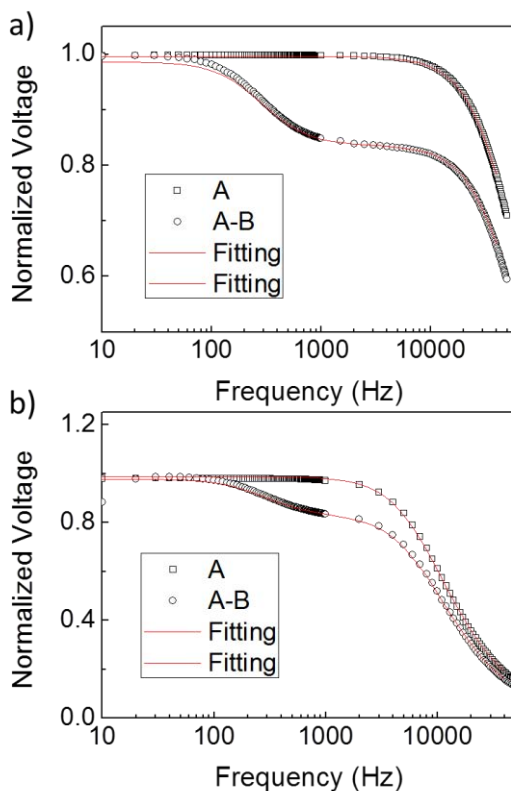 a)
Normalized Voltage
1.0
0.8
0.6
A
A-B
Fitting
Fitting
10 100 1000 10000
Frequency (Hz)
b)
Normalized Voltage
1.2
0.8
0.4
0.0
A
A-B
Fitting
Fitting
10 100 1000 10000
Frequency (Hz)